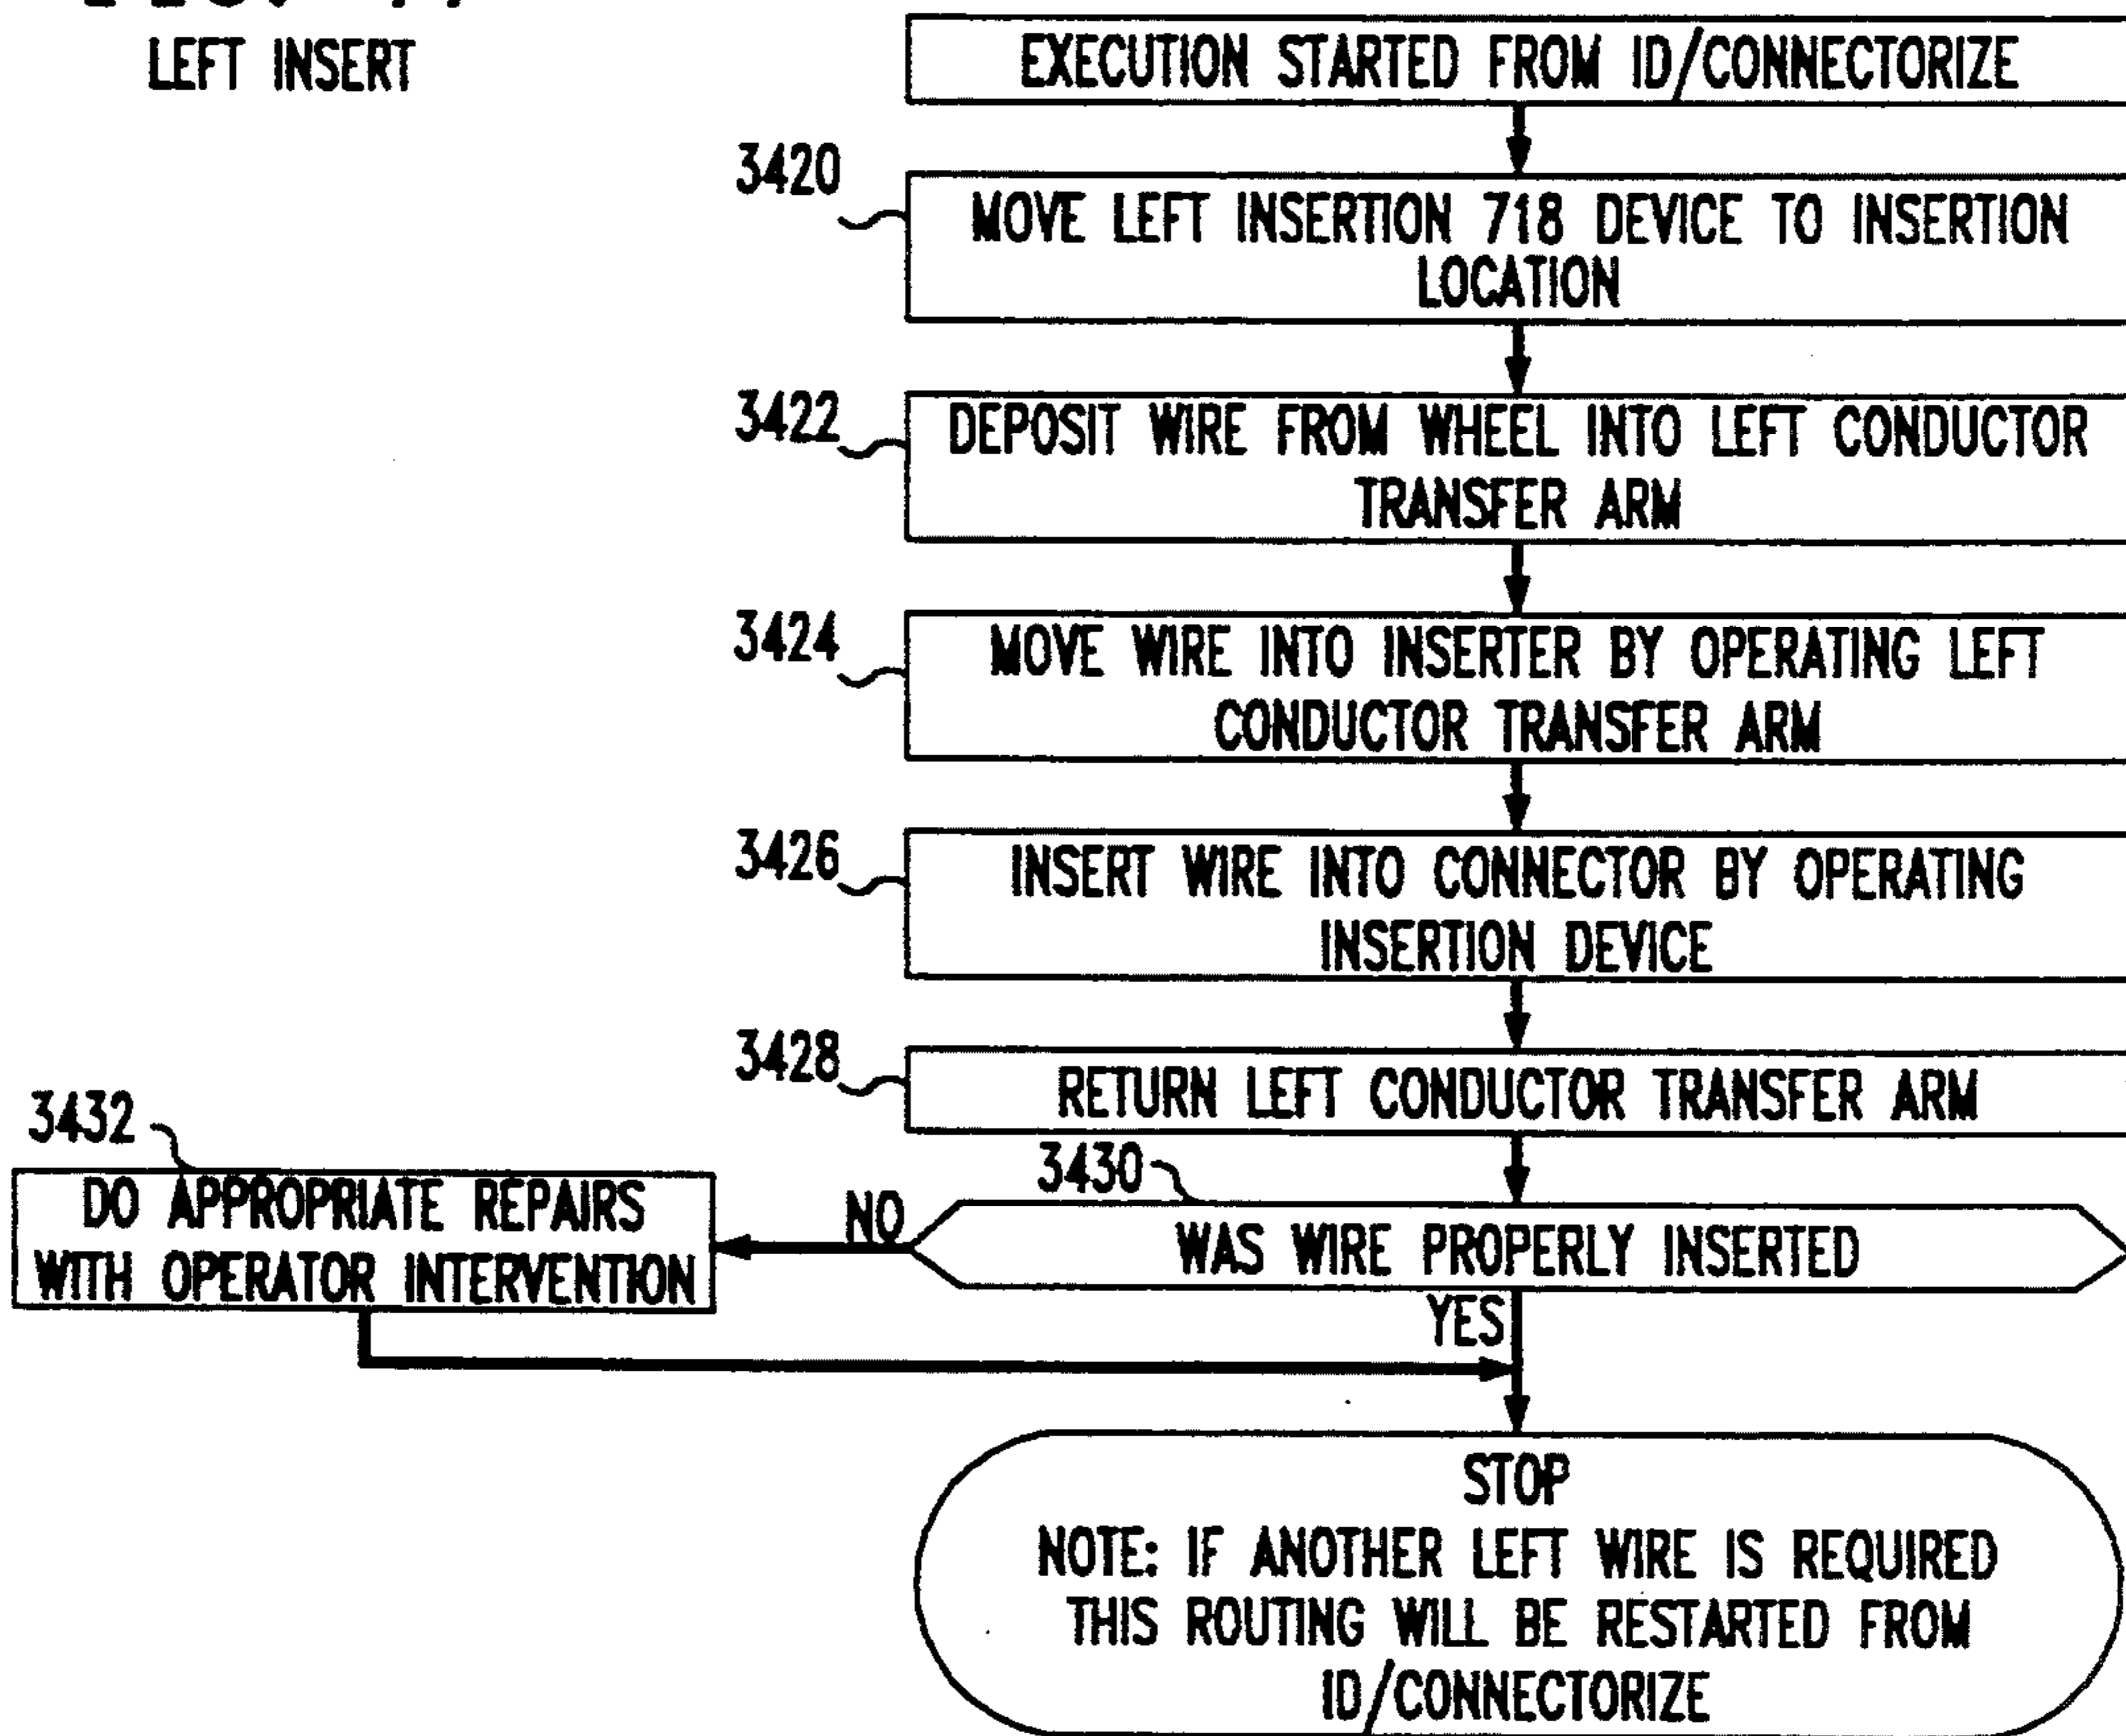 LEFT INSERT
EXECUTION STARTED FROM ID/CONNECTORIZE
3420
MOVE LEFT INSERTION 718 DEVICE TO INSERTION
LOCATION
3422
DEPOSIT WIRE FROM WHEEL INTO LEFT CONDUCTOR
TRANSFER ARM
3424
MOVE WIRE INTO INSERTER BY OPERATING LEFT
CONDUCTOR TRANSFER ARM
3426
INSERT WIRE INTO CONNECTOR BY OPERATING
INSERTION DEVICE
3428
RETURN LEFT CONDUCTOR TRANSFER ARM
3430
WAS WIRE PROPERLY INSERTED
NO
3432
DO APPROPRIATE REPAIRS
WITH OPERATOR INTERVENTION
YES
STOP
NOTE: IF ANOTHER LEFT WIRE IS REQUIRED
THIS ROUTING WILL BE RESTARTED FROM
ID/CONNECTORIZE